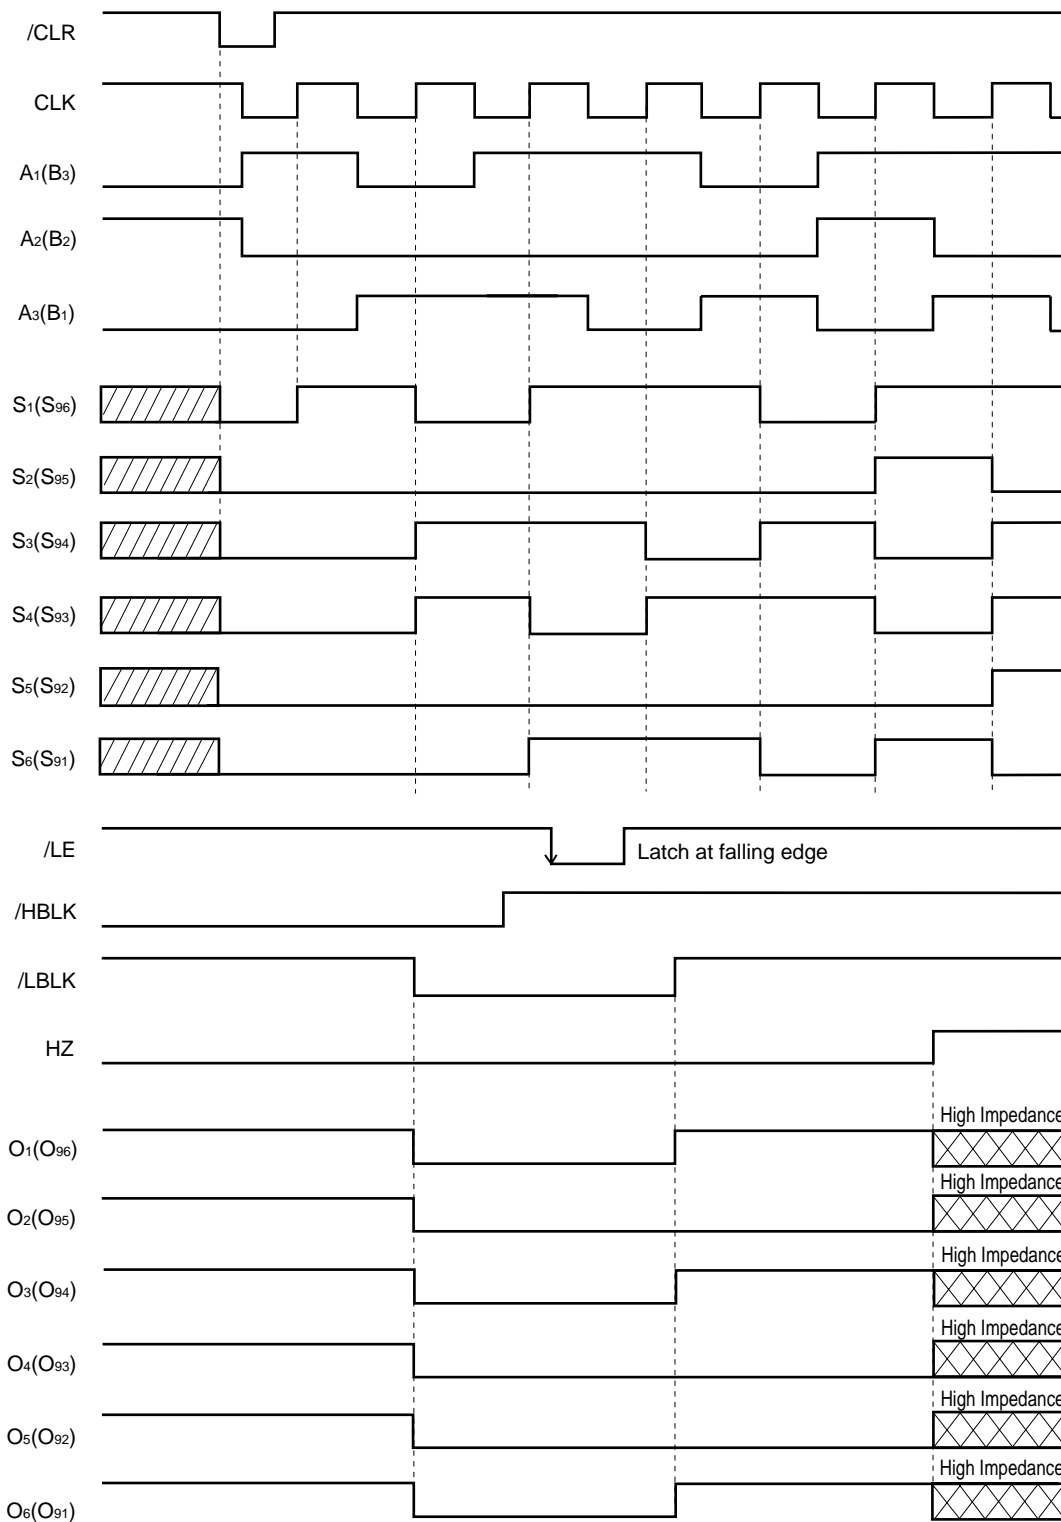 /CLR
CLK
A1(B3)
A2(B2)
A3(B1)
S1(S96)
S2(S95)
S3(S94)
S4(S93)
S5(S92)
S6(S91)
/LE
Latch at falling edge
/HBLK
/LBLK
HZ
High Impedance
O1(O96)
High Impedance
O2(O95)
High Impedance
O3(O94)
High Impedance
O4(O93)
High Impedance
O5(O92)
High Impedance
O6(O91)